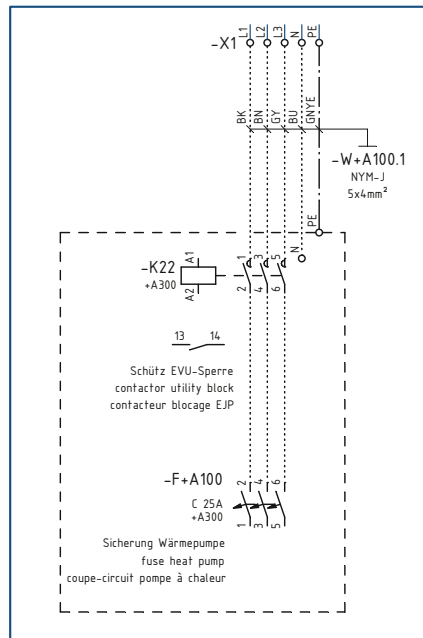 -X1
L1
L2
L3
N
PE
BK
BN
GY
BU
GNYE
-W+A100.1
NYM-J
5x4mm²
PE
N
-K22
+A300
A1
A2
1
3
5
2
4
6
13 14
Schütz EVU-Sperre
contactor utility block
contacteur blocage EJP
-F+A100
2
4
6
C 25A
+A300
1
3
5
Sicherung Wärmepumpe
fuse heat pump
coupe-circuit pompe à chaleur